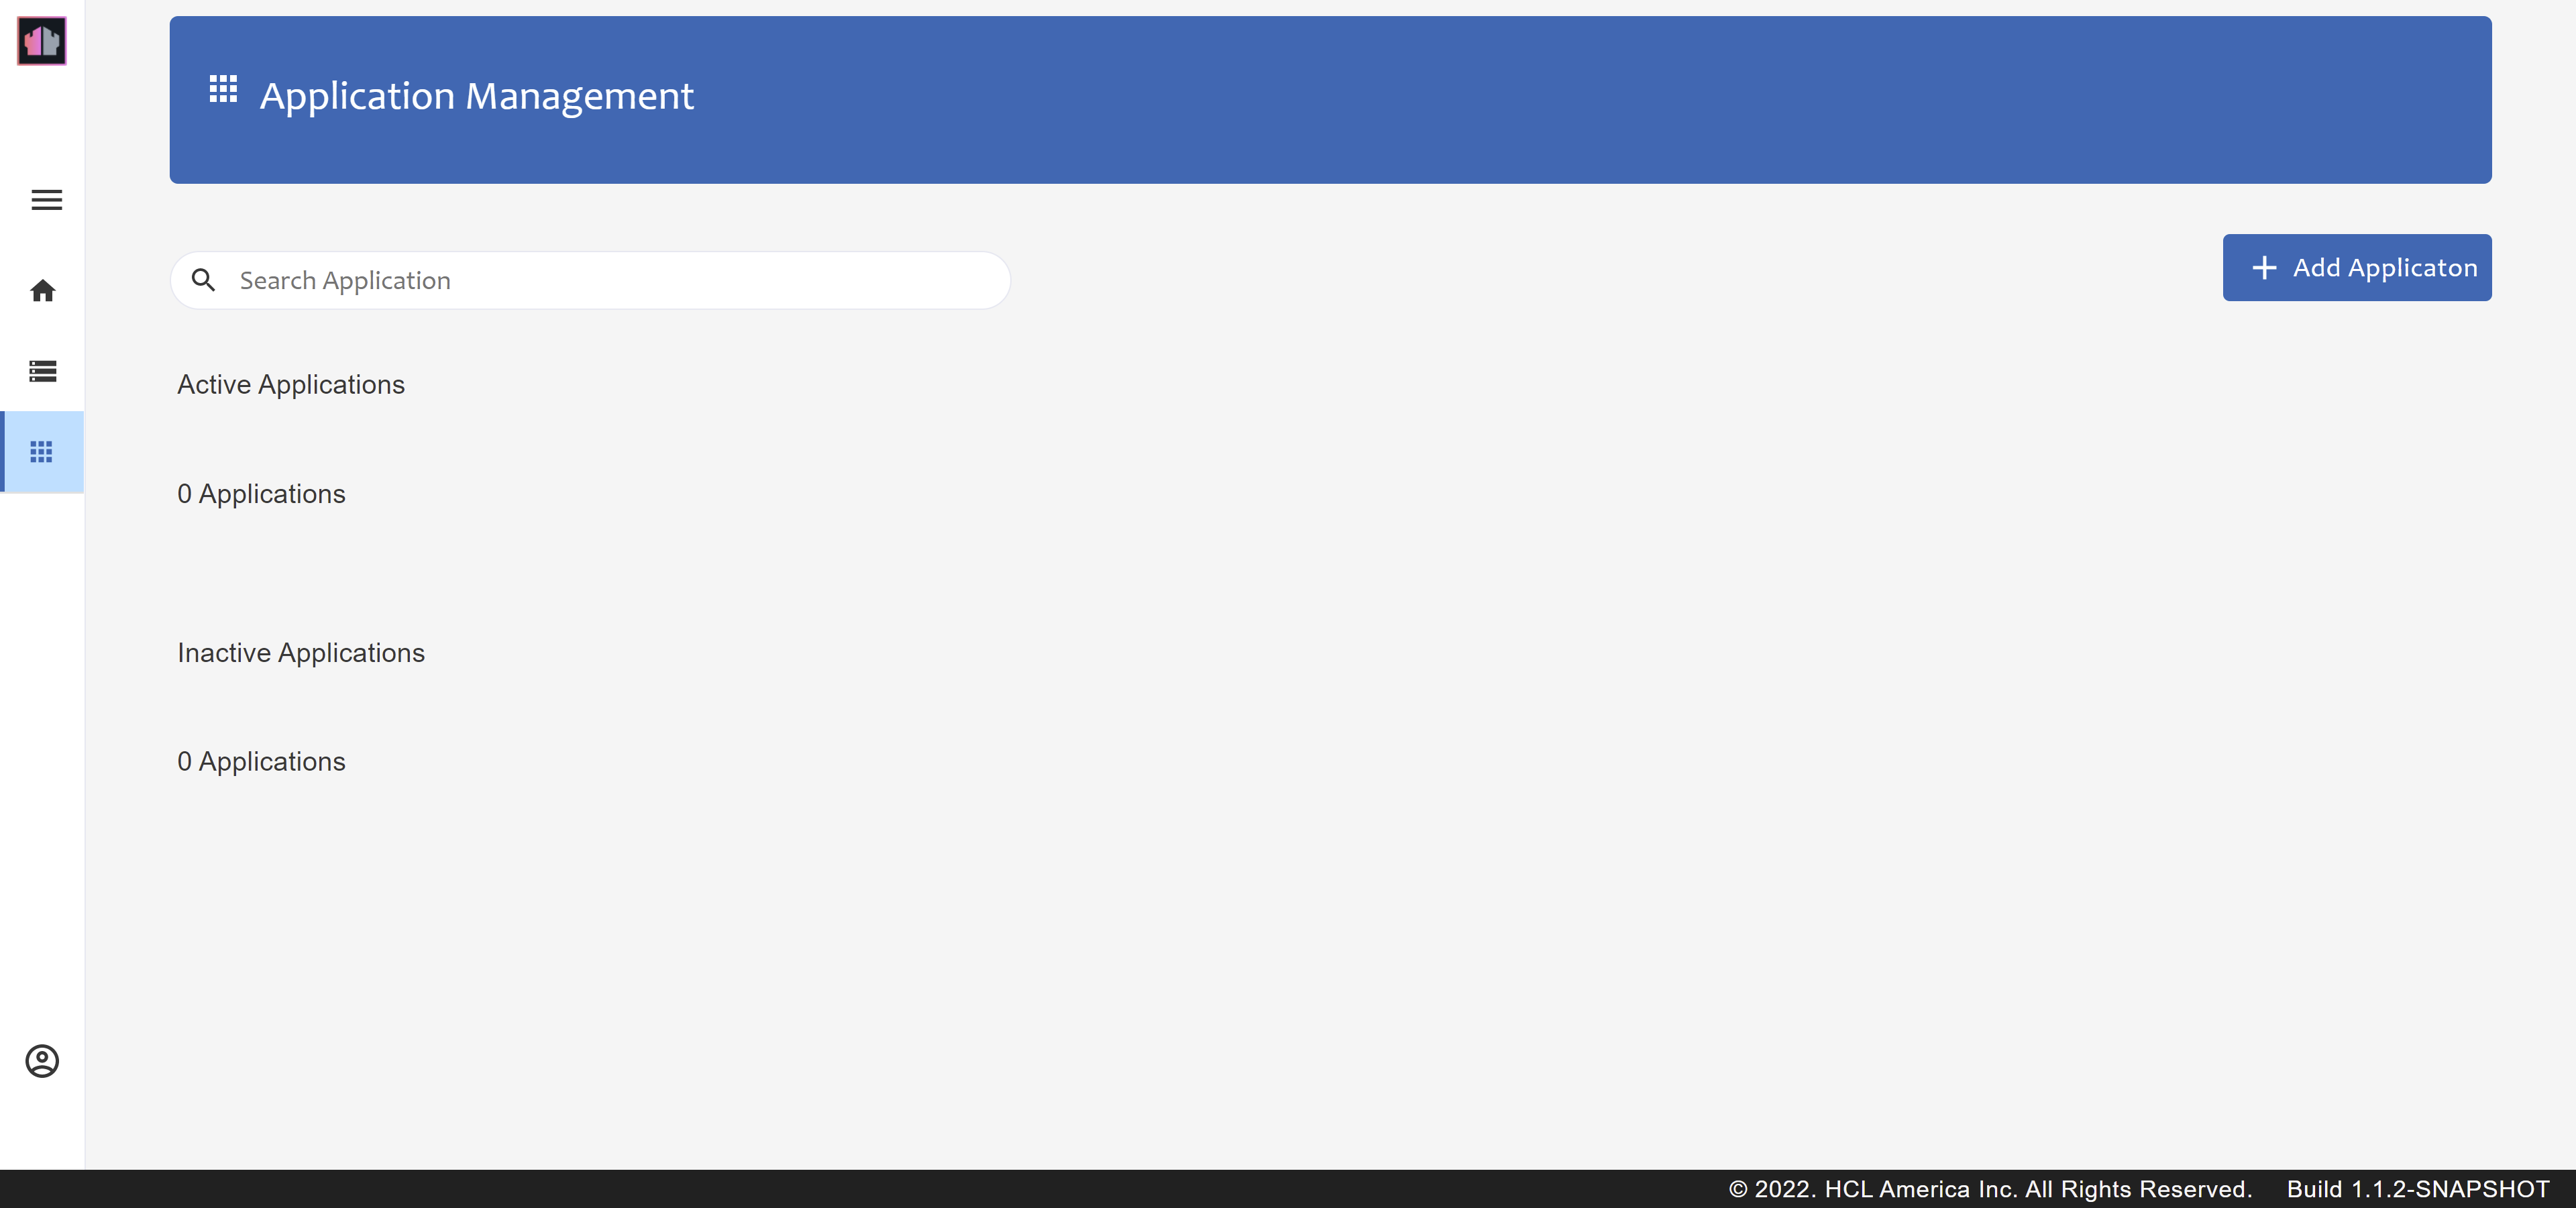 Application Management
Search Application
Add Applicaton
Active Applications
0 Applications
Inactive Applications
0 Applications
© 2022. HCL America Inc. All Rights Reserved. Build 1.1.2-SNAPSHOT